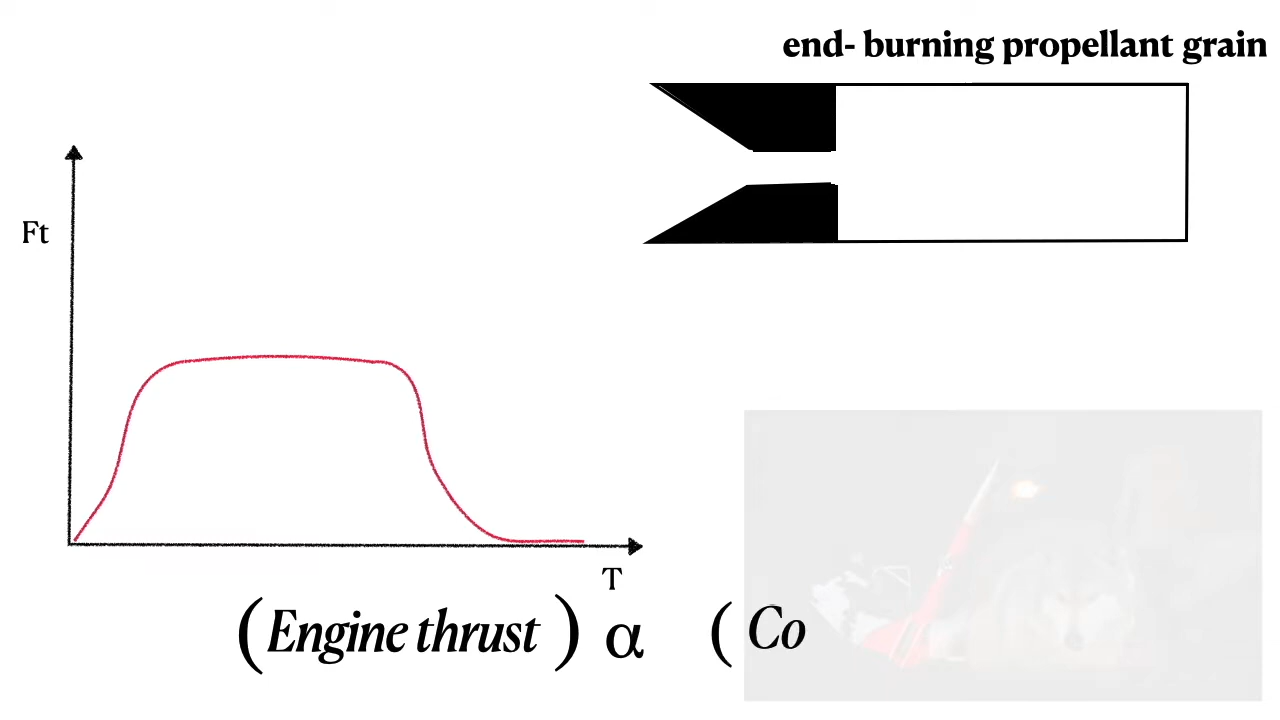 end- burning propellant grain
Ft
T
(Engine thrust) α (Co